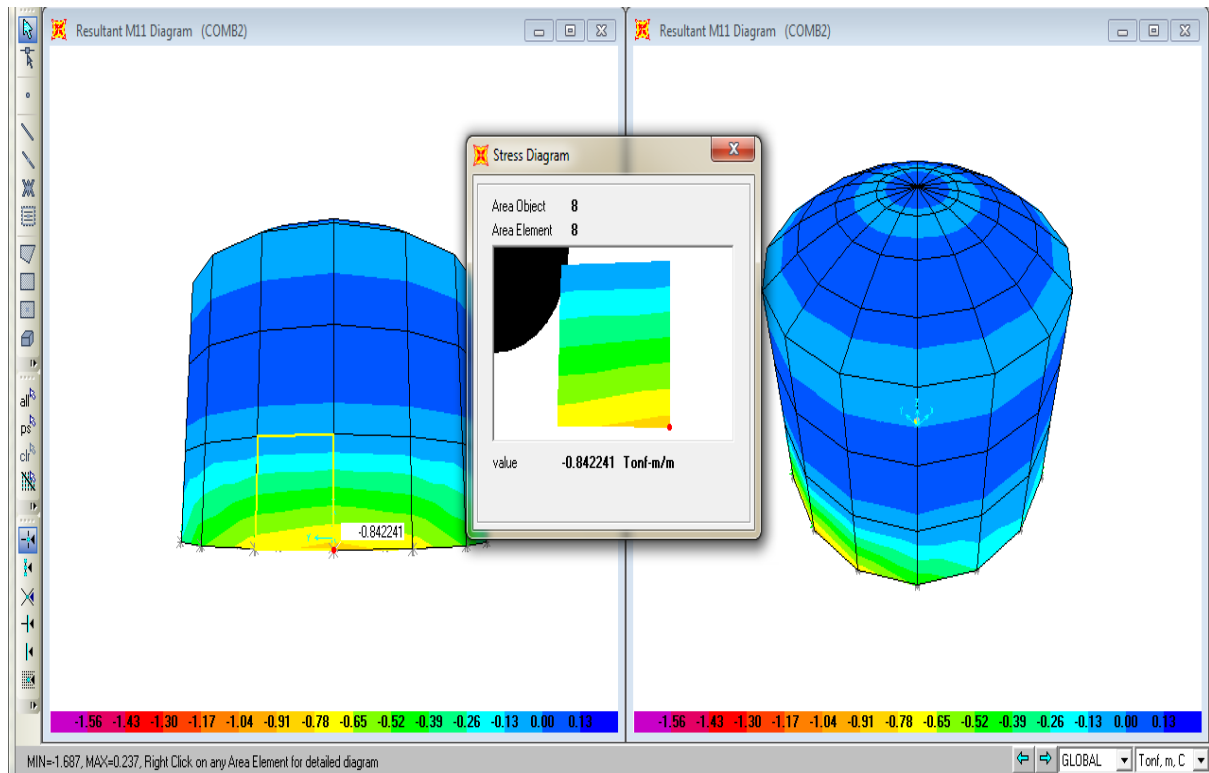 Resultant M11 Diagram (COMB2)
Resultant M11 Diagram (COMB2)
all
ps
clr
Stress Diagram
Area Object 8
Area Element 8
value -0.842241 Tonf-m/m
-0.842241
Y
-1.56 -1.43 -1.30 -1.17 -1.04 -0.91 -0.78 -0.65 -0.52 -0.39 -0.26 -0.13 0.00 0.13
-1.56 -1.43 -1.30 -1.17 -1.04 -0.91 -0.78 -0.65 -0.52 -0.39 -0.26 -0.13 0.00 0.13
MIN=-1.687, MAX=0.237, Right Click on any Area Element for detailed diagram
GLOBAL
Tonf, m, C